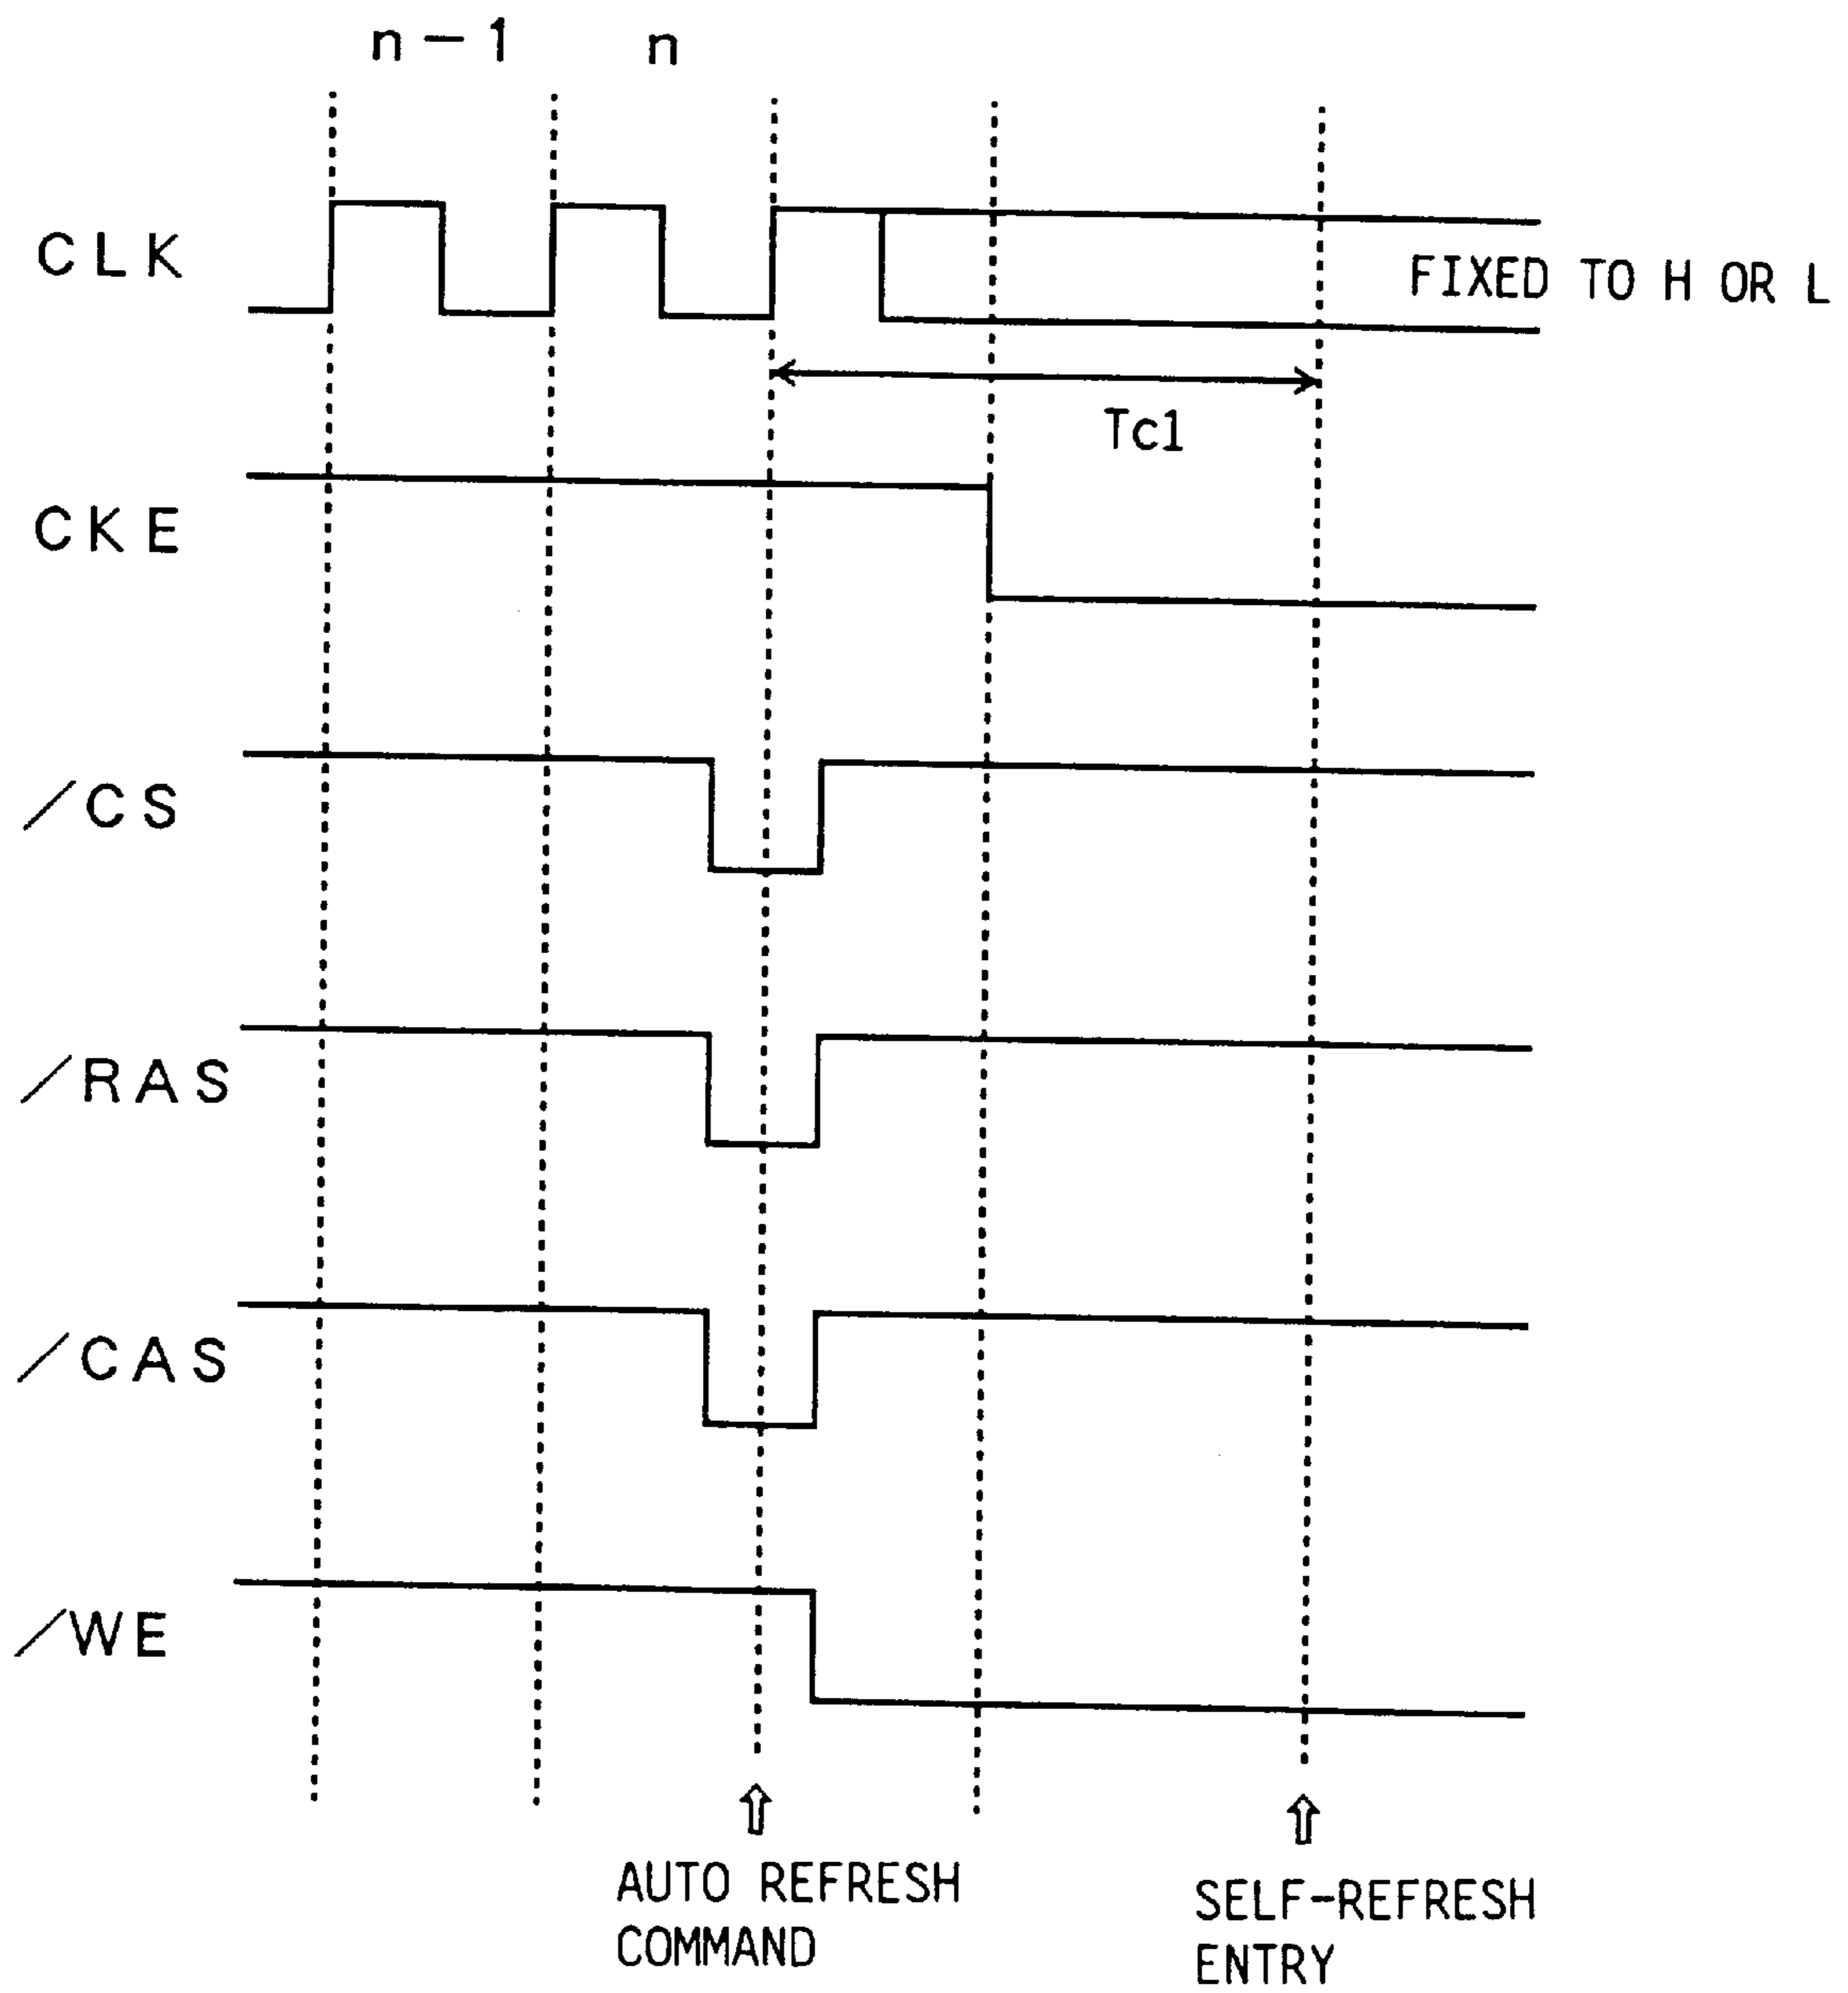 n-1 n
CLK
FIXED TO H OR L
Tc1
CKE
/CS
/RAS
/CAS
/WE
AUTO REFRESH
COMMAND
SELF-REFRESH
ENTRY